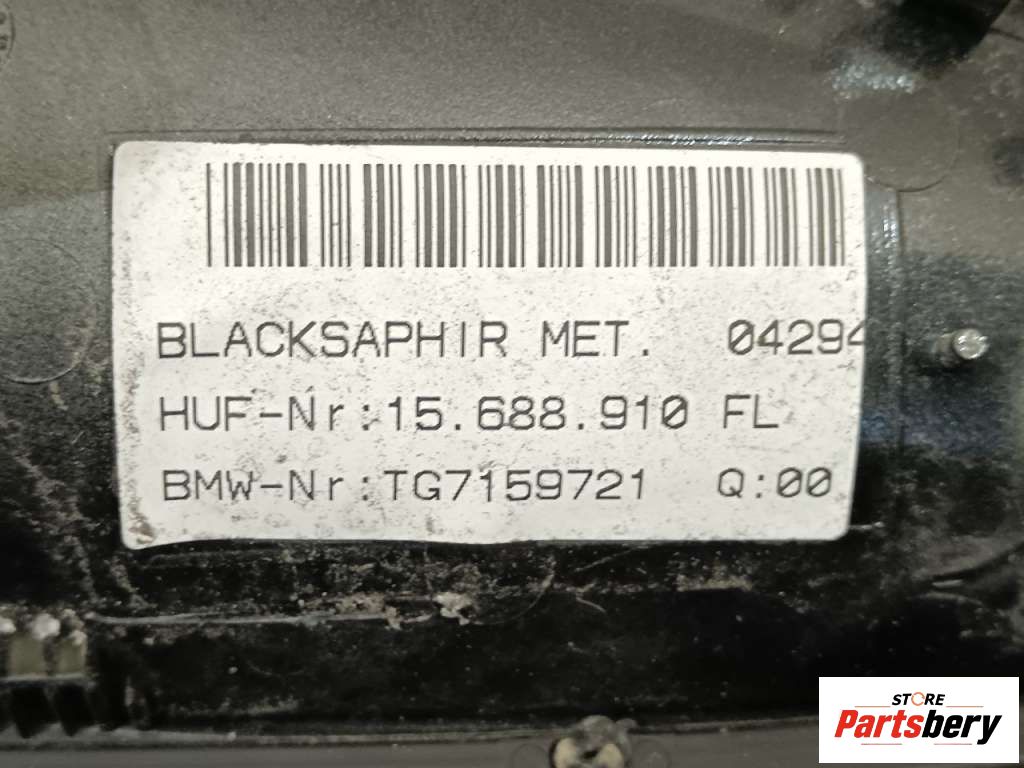 BLACKSAPHIR MET. 04294
HUF-Nr:15.688.910 FL
BMW-Nr:TG7159721 Q:00
STORE
Partsbery